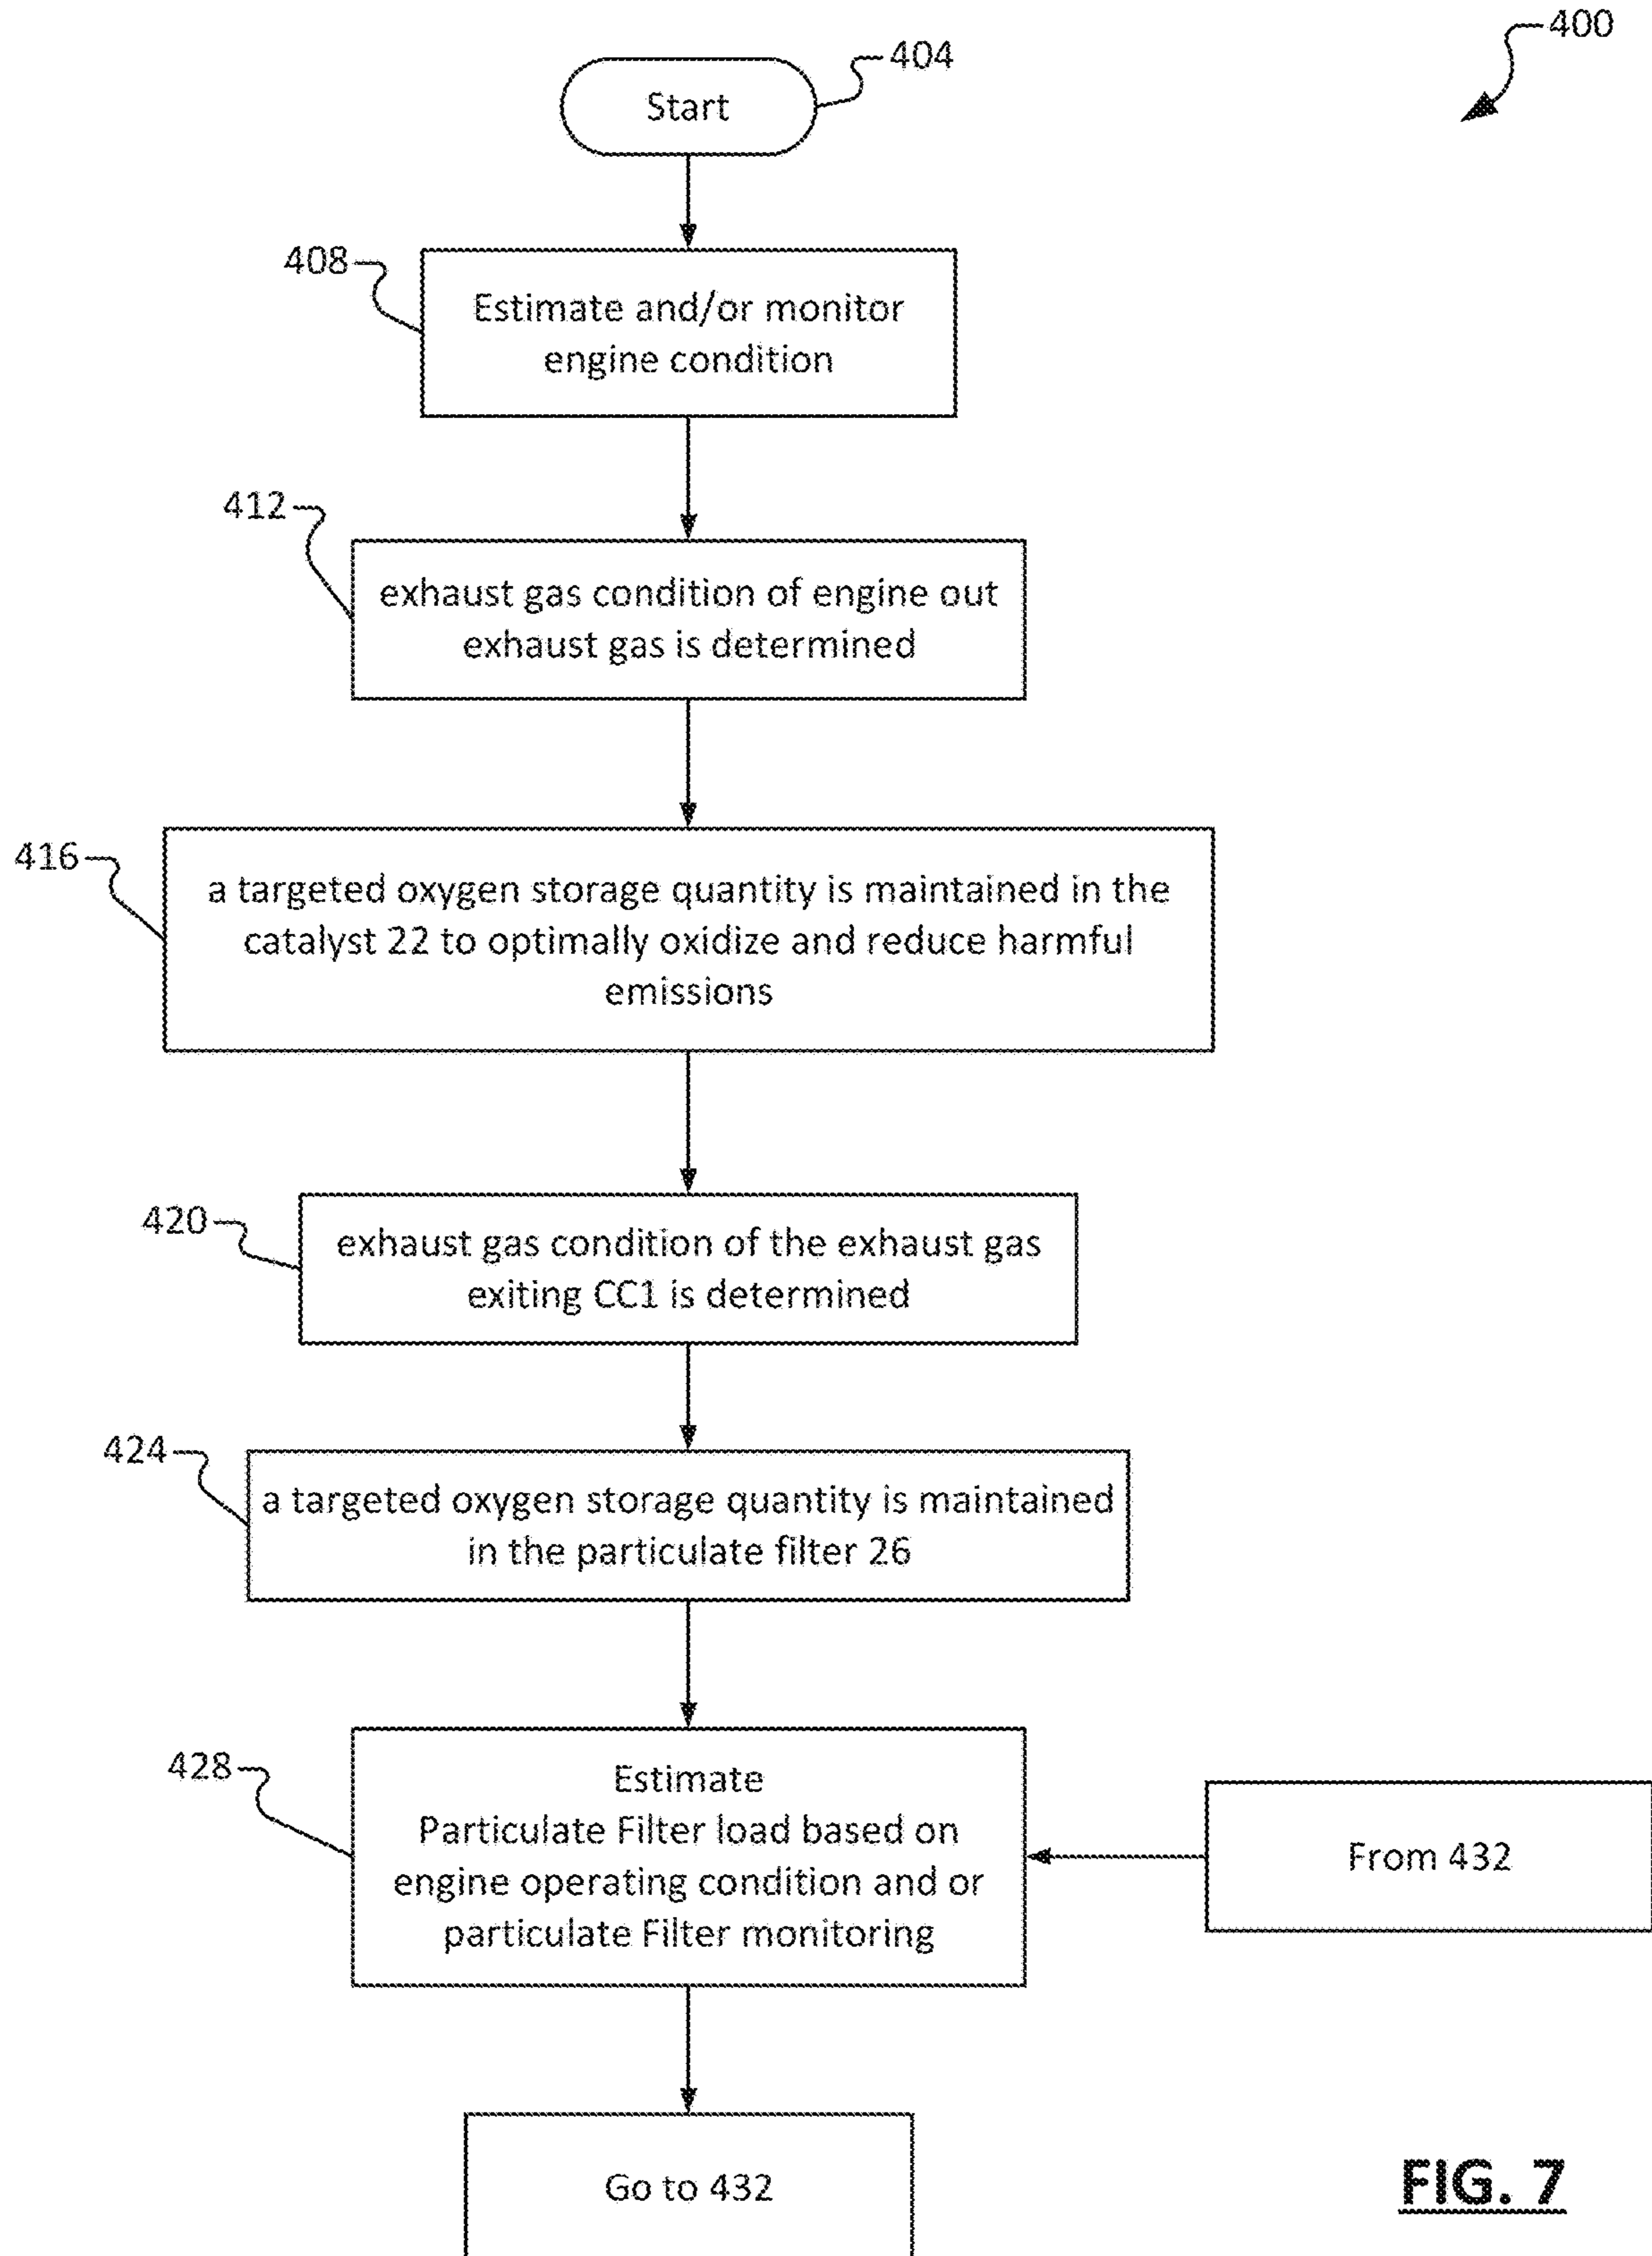 400
404
Start
408
Estimate and/or monitor
engine condition
412
exhaust gas condition of engine out
exhaust gas is determined
416
a targeted oxygen storage quantity is maintained in the
catalyst 22 to optimally oxidize and reduce harmful
emissions
420
exhaust gas condition of the exhaust gas
exiting CC1 is determined
424
a targeted oxygen storage quantity is maintained
in the particulate filter 26
428
Estimate
Particulate Filter load based on
engine operating condition and or
particulate Filter monitoring
From 432
Go to 432
FIG. 7